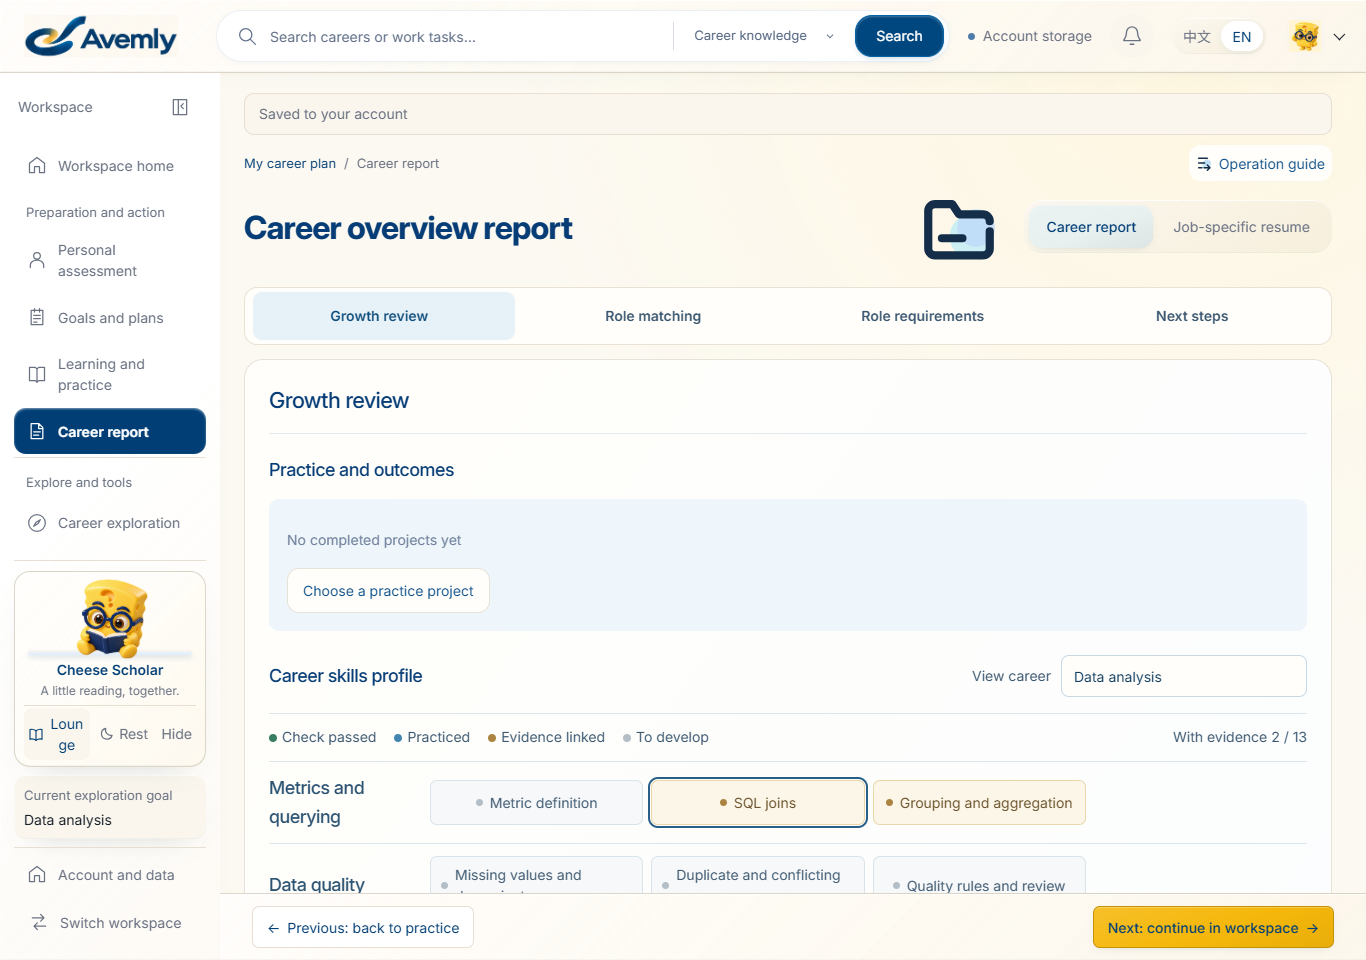 Avemly
Search careers or work tasks...
Career knowledge
Search
Account storage
中文
EN
Workspace
Workspace home
Preparation and action
Personal
assessment
Goals and plans
Learning and
practice
Career report
Explore and tools
Career exploration
Cheese Scholar
A little reading, together.
Loun
ge
Rest
Hide
Current exploration goal
Data analysis
Account and data
Switch workspace
Saved to your account
My career plan / Career report
Operation guide
Career overview report
Career report
Job-specific resume
Growth review
Role matching
Role requirements
Next steps
Growth review
Practice and outcomes
No completed projects yet
Choose a practice project
Career skills profile
View career
Data analysis
Check passed
Practiced
Evidence linked
To develop
With evidence 2 / 13
Metrics and
querying
Metric definition
SQL joins
Grouping and aggregation
Data quality
Missing values and
Duplicate and conflicting
Quality rules and review
← Previous: back to practice
Next: continue in workspace →